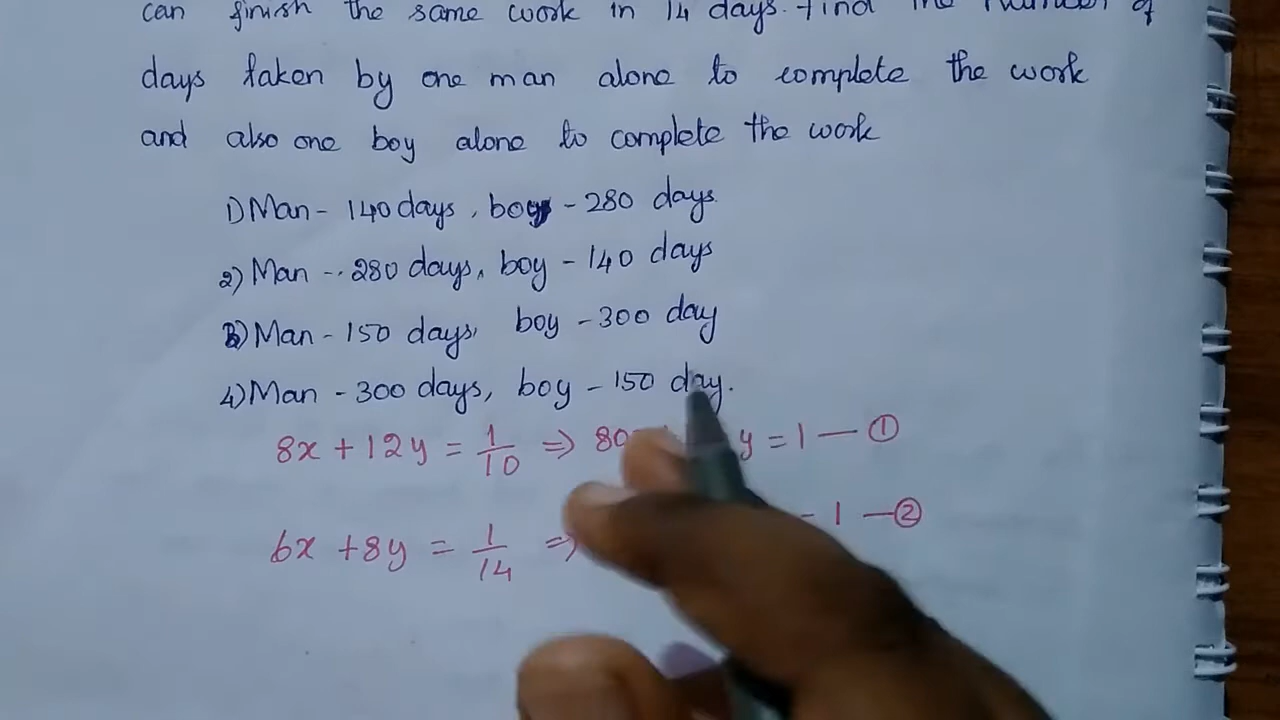 can finish the same work in 14 days. Find the number of
days taken by one man alone to complete the work
and also one boy alone to complete the work
1) Man - 140 days, boy - 280 days.
2) Man - 280 days, boy - 140 days
3) Man - 150 days, boy - 300 day
4) Man - 300 days, boy - 150 day.
8x + 12y = 1/10 ⇒ 80 y = 1 — ①
6x + 8y = 1/14 ⇒ 1 — ②